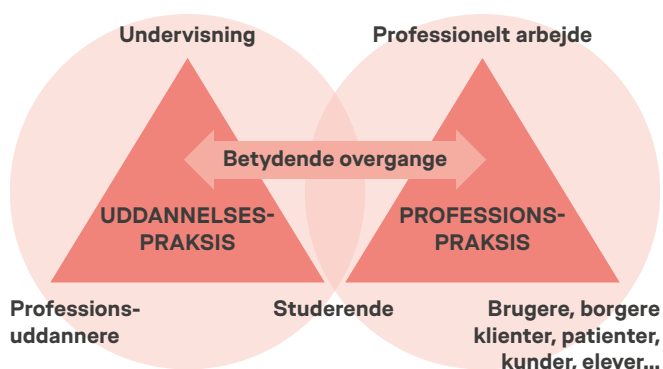 Undervisning
Professionelt arbejde
Betydende overgange
UDDANNELSES-
PRAKSIS
PROFESSIONS-
PRAKSIS
Professions-
uddannere
Studerende
Brugere, borgere
klienter, patienter,
kunder, elever...